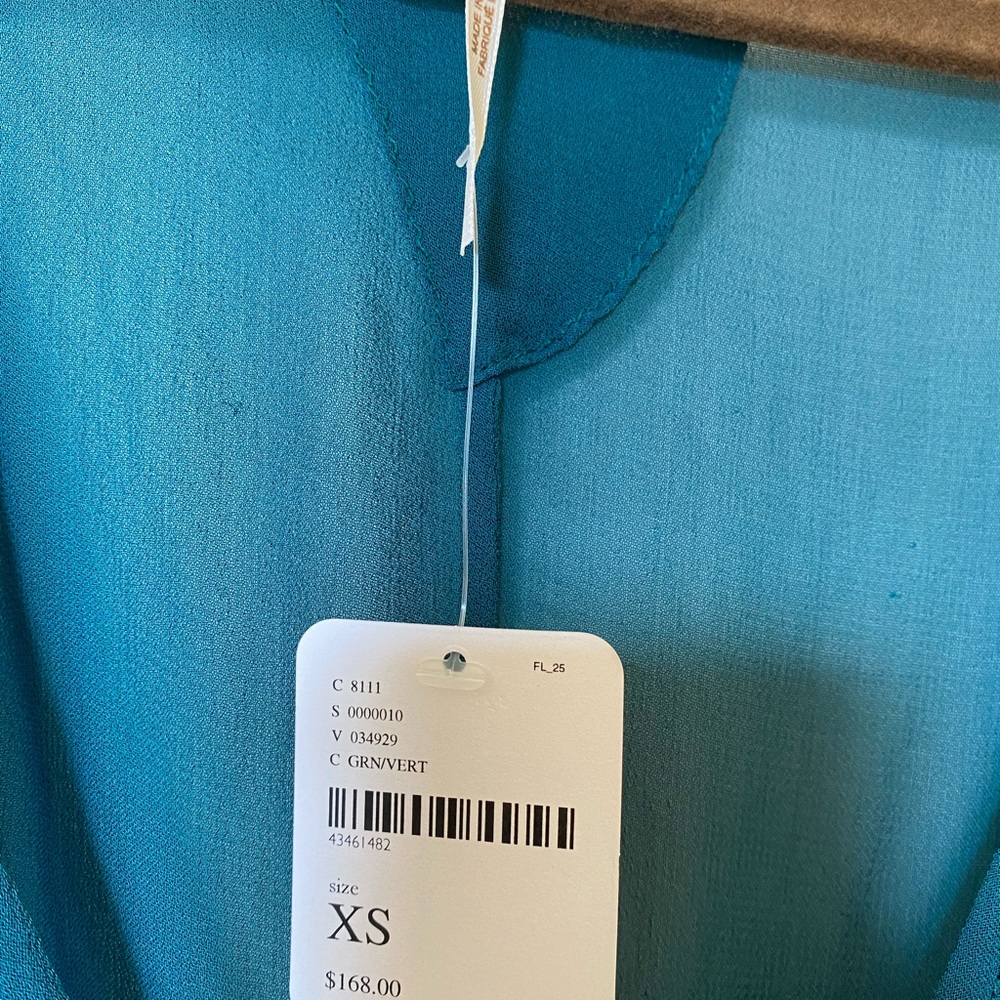 MADE IN
FABRIQUÉ
FL_25
C 8111
S 0000010
V 034929
C GRN/VERT
43461482
size
XS
$168.00